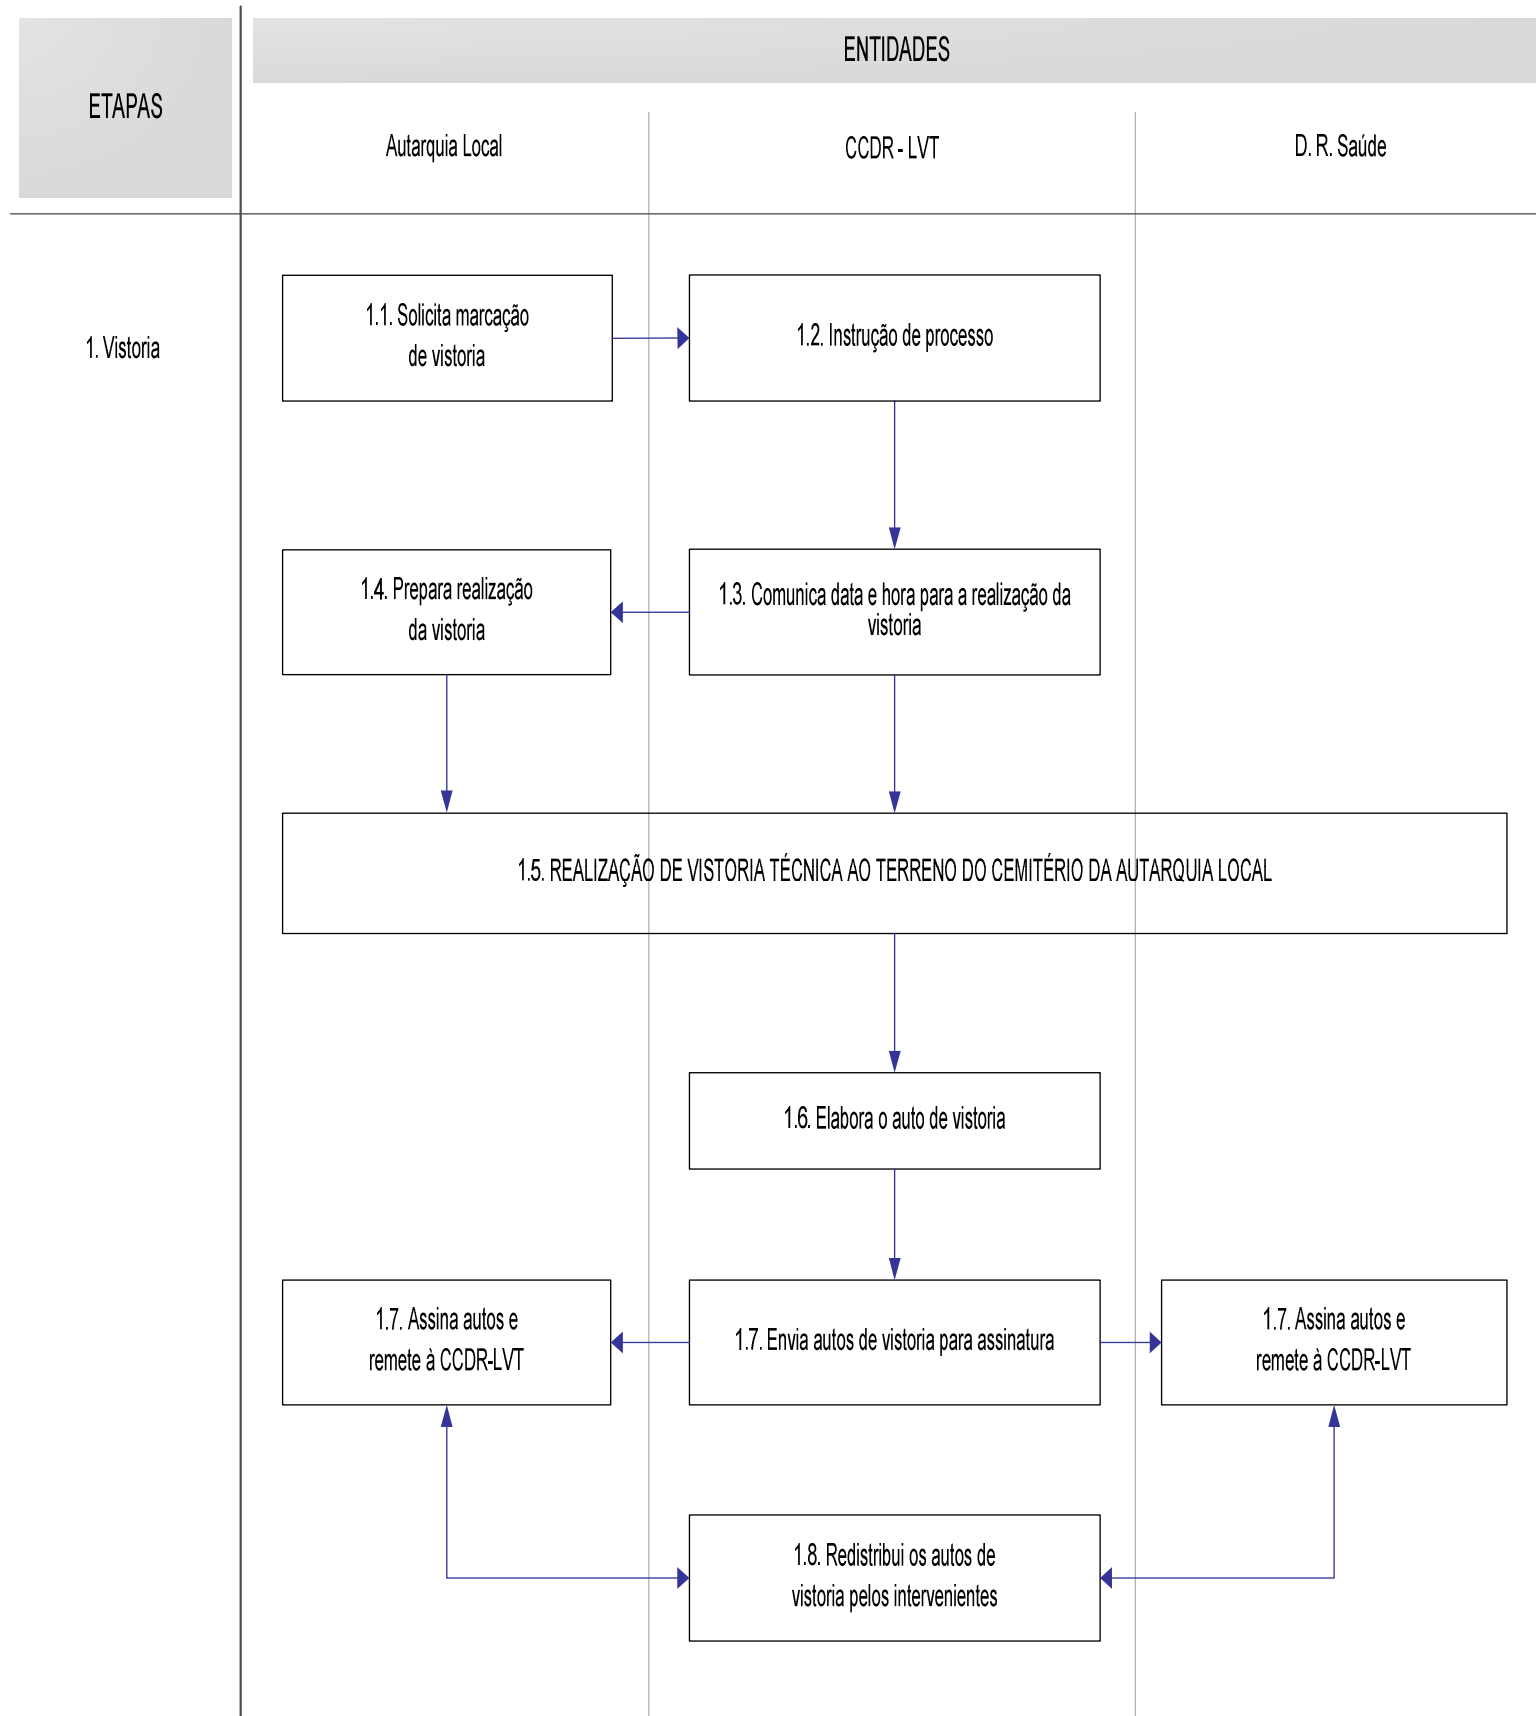 ETAPAS
ENTIDADES
Autarquia Local
CCDR - LVT
D. R. Saúde
1. Vistoria
1.1. Solicita marcação
de vistoria
1.2. Instrução de processo
1.4. Prepara realização
da vistoria
1.3. Comunica data e hora para a realização da
vistoria
1.5. REALIZAÇÃO DE VISTORIA TÉCNICA AO TERRENO DO CEMITÉRIO DA AUTARQUIA LOCAL
1.6. Elabora o auto de vistoria
1.7. Assina autos e
remete à CCDR-LVT
1.7. Envia autos de vistoria para assinatura
1.7. Assina autos e
remete à CCDR-LVT
1.8. Redistribui os autos de
vistoria pelos intervenientes